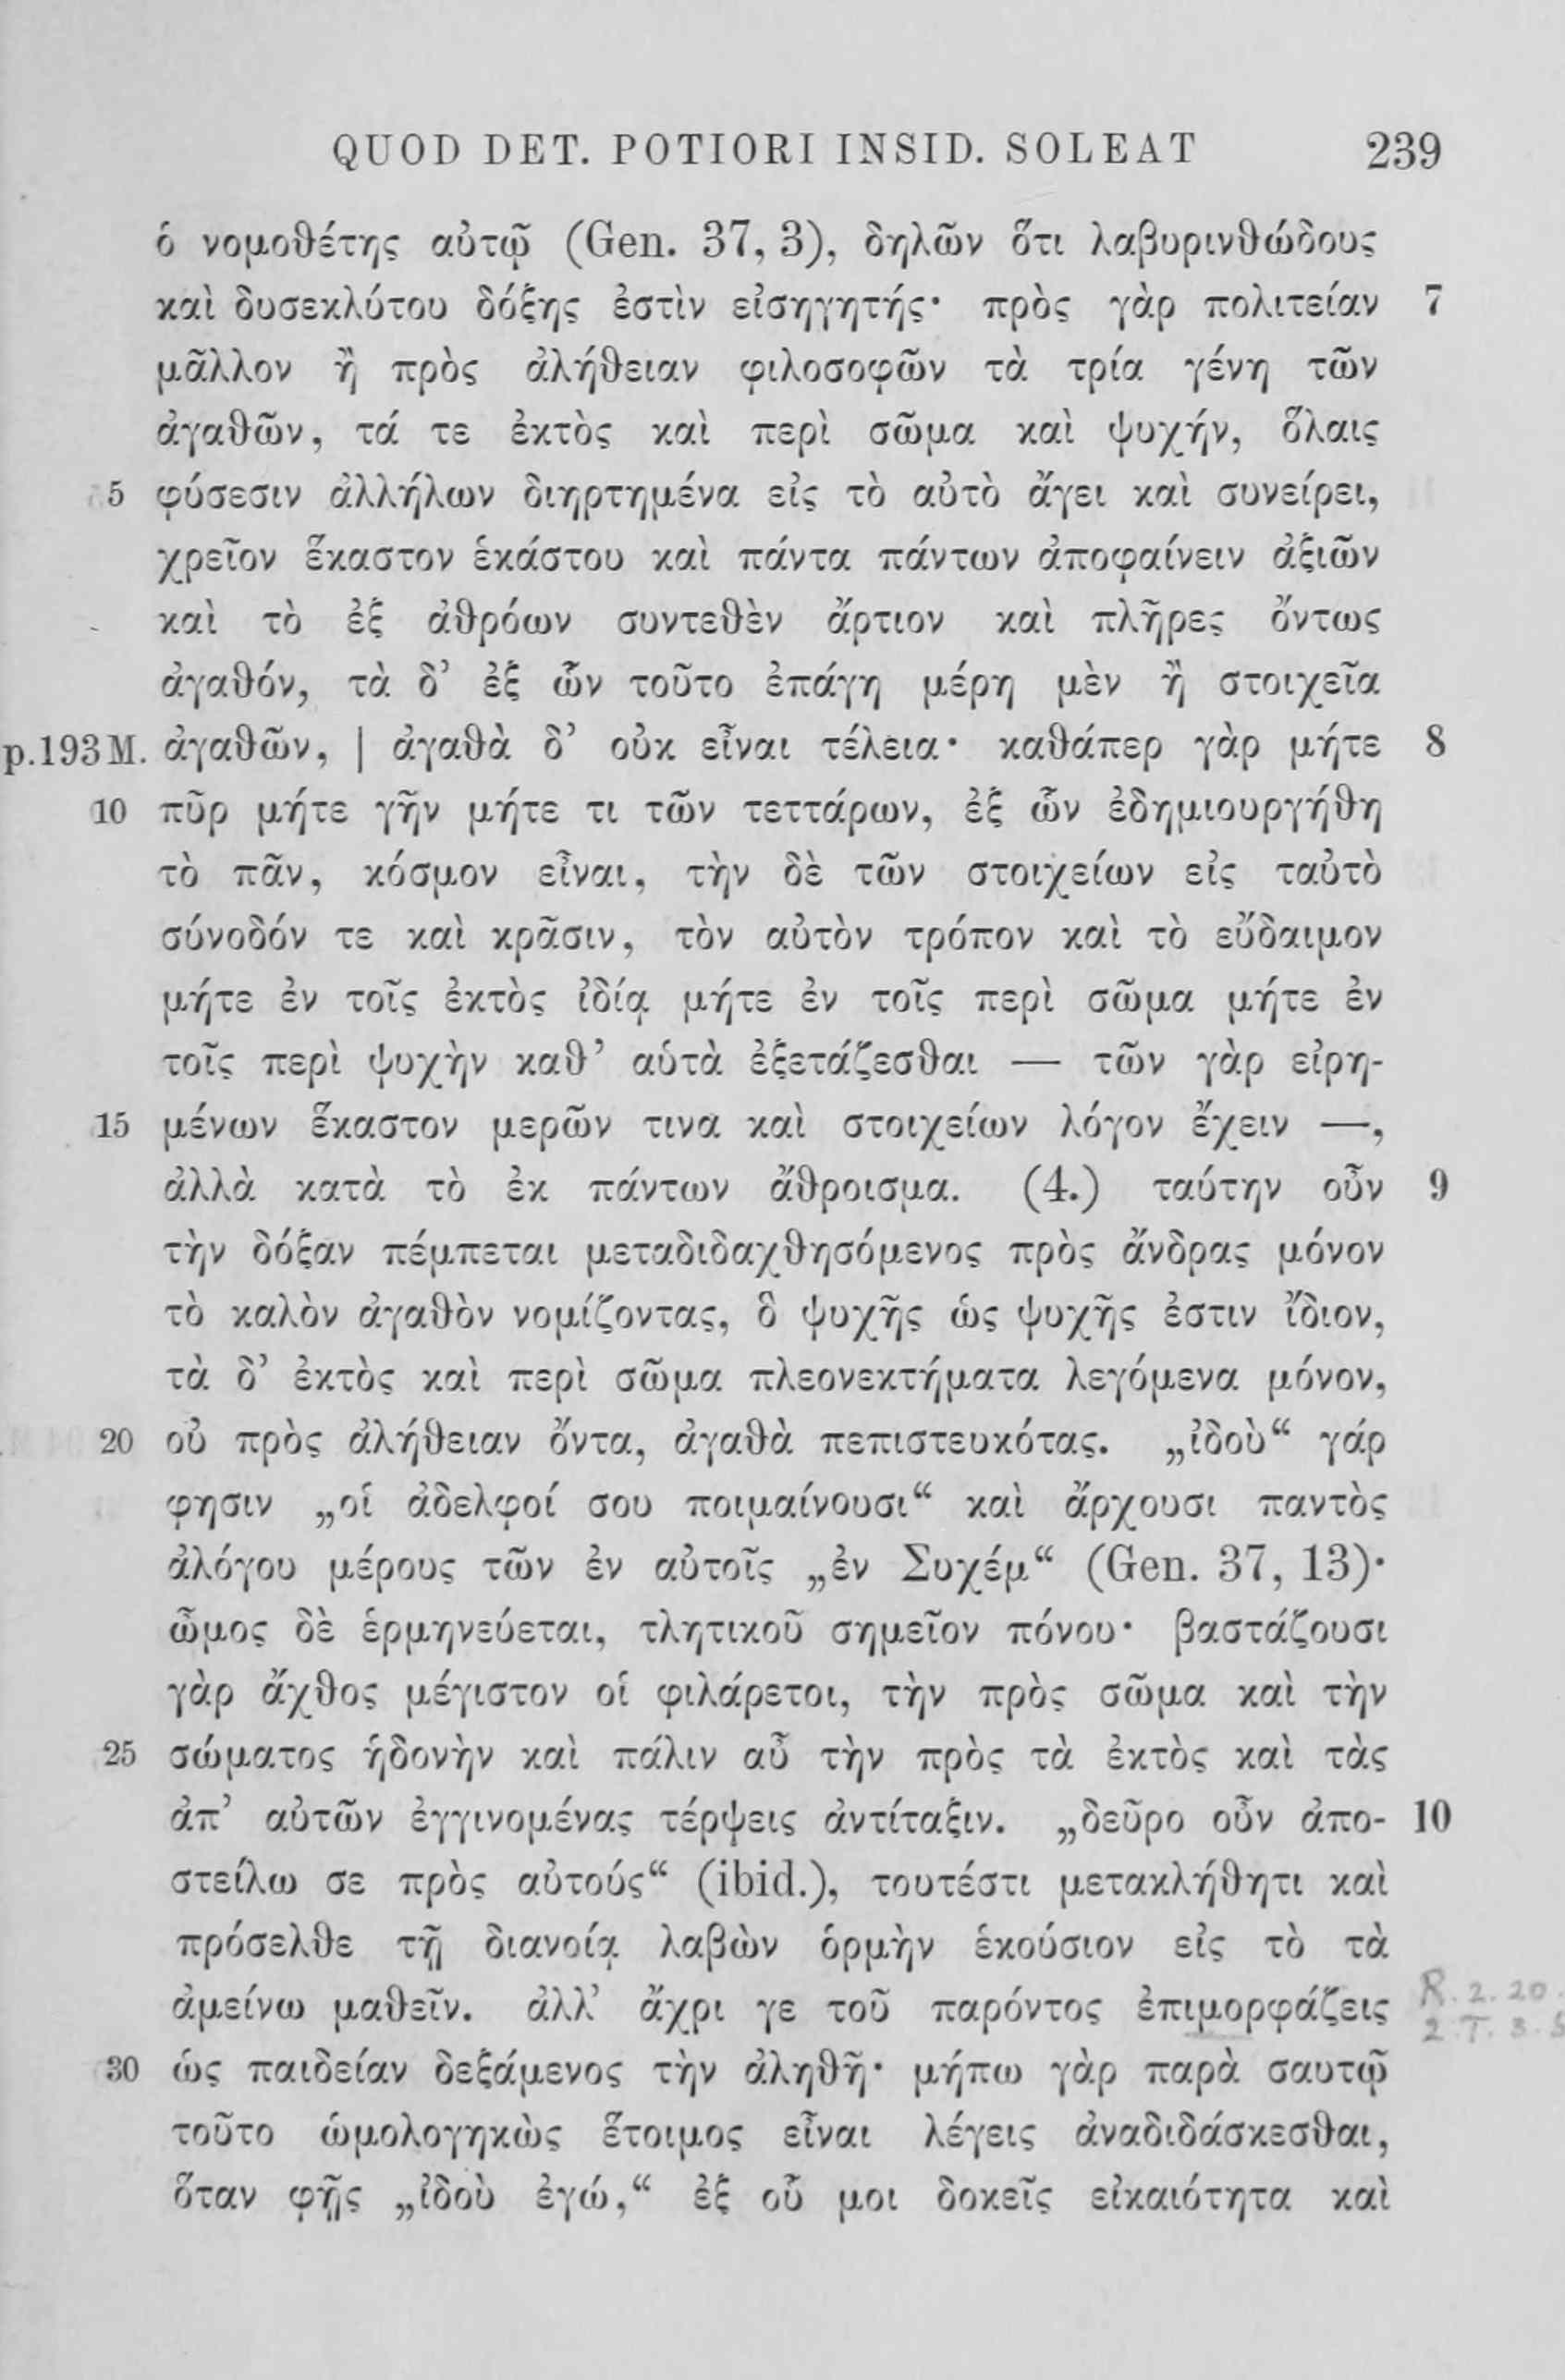 QUOD DET. POTIORI INSID. SOLEAT 239
ὁ νομοθέτης αὐτῷ (Gen. 37, 3), δηλῶν ὅτι λαβυρινθώδους
καὶ δυσεκλύτου δόξης ἐστὶν εἰσηγητής· πρὸς γὰρ πολιτείαν 7
μᾶλλον ἢ πρὸς ἀλήθειαν φιλοσοφῶν τὰ τρία γένη τῶν
ἀγαθῶν, τά τε ἐκτὸς καὶ περὶ σῶμα καὶ ψυχήν, ὅλαις
5 φύσεσιν ἀλλήλων διηρτημένα εἰς τὸ αὐτὸ ἄγει καὶ συνείρει,
χρεῖον ἕκαστον ἑκάστου καὶ πάντα πάντων ἀποφαίνειν ἀξιῶν
καὶ τὸ ἐξ ἀθρόων συντεθὲν ἄρτιον καὶ πλῆρες ὄντως
ἀγαθόν, τὰ δ’ ἐξ ὧν τοῦτο ἐπάγη μέρη μὲν ἢ στοιχεῖα
p.193 M. ἀγαθῶν, | ἀγαθὰ δ’ οὐκ εἶναι τέλεια· καθάπερ γὰρ μήτε 8
10 πῦρ μήτε γῆν μήτε τι τῶν τεττάρων, ἐξ ὧν ἐδημιουργήθη
τὸ πᾶν, κόσμον εἶναι, τὴν δὲ τῶν στοιχείων εἰς ταὐτὸ
σύνοδόν τε καὶ κρᾶσιν, τὸν αὐτὸν τρόπον καὶ τὸ εὔδαιμον
μήτε ἐν τοῖς ἐκτὸς ἰδίᾳ μήτε ἐν τοῖς περὶ σῶμα μήτε ἐν
τοῖς περὶ ψυχὴν καθ’ αὑτὰ ἐξετάζεσθαι — τῶν γὰρ εἰρη-
15 μένων ἕκαστον μερῶν τινα καὶ στοιχείων λόγον ἔχειν —,
ἀλλὰ κατὰ τὸ ἐκ πάντων ἄθροισμα. (4.) ταύτην οὖν 9
τὴν δόξαν πέμπεται μεταδιδαχθησόμενος πρὸς ἄνδρας μόνον
τὸ καλὸν ἀγαθὸν νομίζοντας, ὃ ψυχῆς ὡς ψυχῆς ἐστιν ἴδιον,
τὰ δ’ ἐκτὸς καὶ περὶ σῶμα πλεονεκτήματα λεγόμενα μόνον,
20 οὐ πρὸς ἀλήθειαν ὄντα, ἀγαθὰ πεπιστευκότας. „ἰδοὺ“ γάρ
φησιν „οἱ ἀδελφοί σου ποιμαίνουσι“ καὶ ἄρχουσι παντὸς
ἀλόγου μέρους τῶν ἐν αὐτοῖς „ἐν Συχέμ“ (Gen. 37, 13)·
ὦμος δὲ ἑρμηνεύεται, τλητικοῦ σημεῖον πόνου· βαστάζουσι
γὰρ ἄχθος μέγιστον οἱ φιλάρετοι, τὴν πρὸς σῶμα καὶ τὴν
25 σώματος ἡδονὴν καὶ πάλιν αὖ τὴν πρὸς τὰ ἐκτὸς καὶ τὰς
ἀπ’ αὐτῶν ἐγγινομένας τέρψεις ἀντίταξιν. „δεῦρο οὖν ἀπο- 10
στείλω σε πρὸς αὐτούς“ (ibid.), τουτέστι μετακλήθητι καὶ
πρόσελθε τῇ διανοίᾳ λαβὼν ὁρμὴν ἑκούσιον εἰς τὸ τὰ
ἀμείνω μαθεῖν. ἀλλ’ ἄχρι γε τοῦ παρόντος ἐπιμορφάζεις R. 2. 20.
2. T. 3. 5
30 ὡς παιδείαν δεξάμενος τὴν ἀληθῆ· μήπω γὰρ παρὰ σαυτῷ
τοῦτο ὡμολογηκὼς ἕτοιμος εἶναι λέγεις ἀναδιδάσκεσθαι,
ὅταν φῇς „ἰδοὺ ἐγώ,“ ἐξ οὗ μοι δοκεῖς εἰκαιότητα καὶ